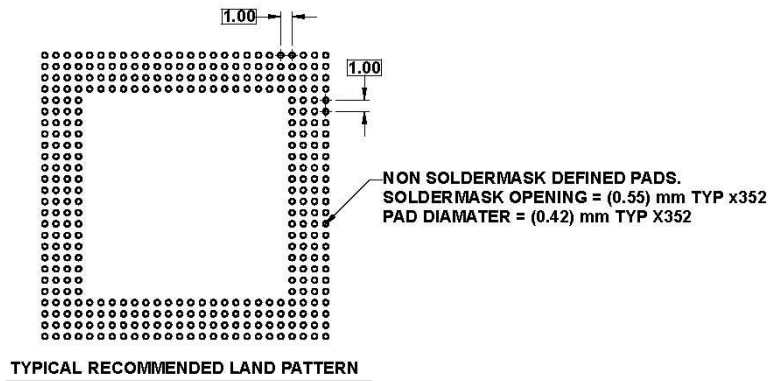 1.00
1.00
NON SOLDERMASK DEFINED PADS.
SOLDERMASK OPENING = (0.55) mm TYP x352
PAD DIAMATER = (0.42) mm TYP X352
TYPICAL RECOMMENDED LAND PATTERN